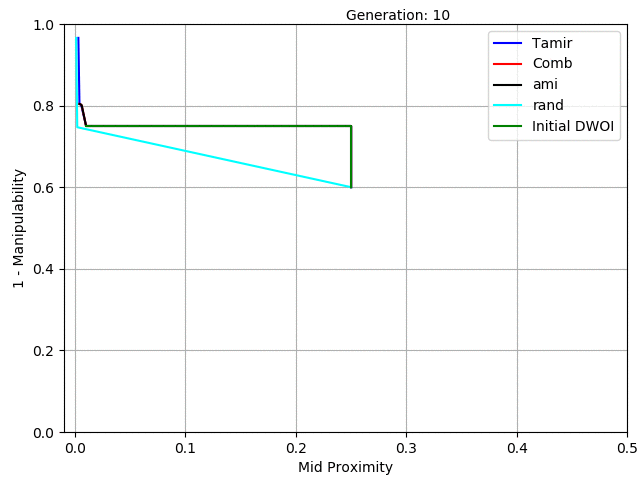 Generation: 10
1.0
0.8
0.6
0.4
0.2
0.0
1 - Manipulability
Tamir
Comb
ami
rand
Initial DWOI
0.0 0.1 0.2 0.3 0.4 0.5
Mid Proximity